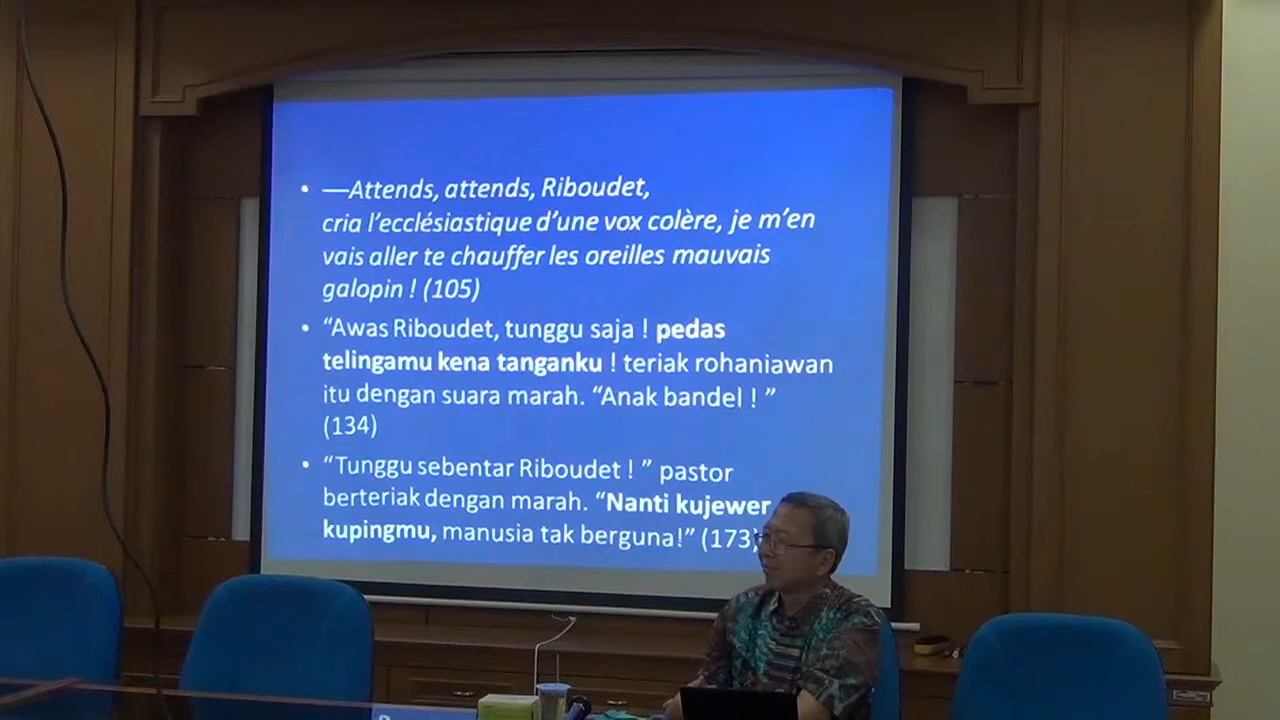 • —Attends, attends, Riboudet,
cria l’ecclésiastique d’une vox colère, je m’en
vais aller te chauffer les oreilles mauvais
galopin ! (105)
• “Awas Riboudet, tunggu saja ! pedas
telingamu kena tanganku ! teriak rohaniawan
itu dengan suara marah. “Anak bandel ! ”
(134)
• “Tunggu sebentar Riboudet ! ” pastor
berteriak dengan marah. “Nanti kujewer
kupingmu, manusia tak berguna!” (173)